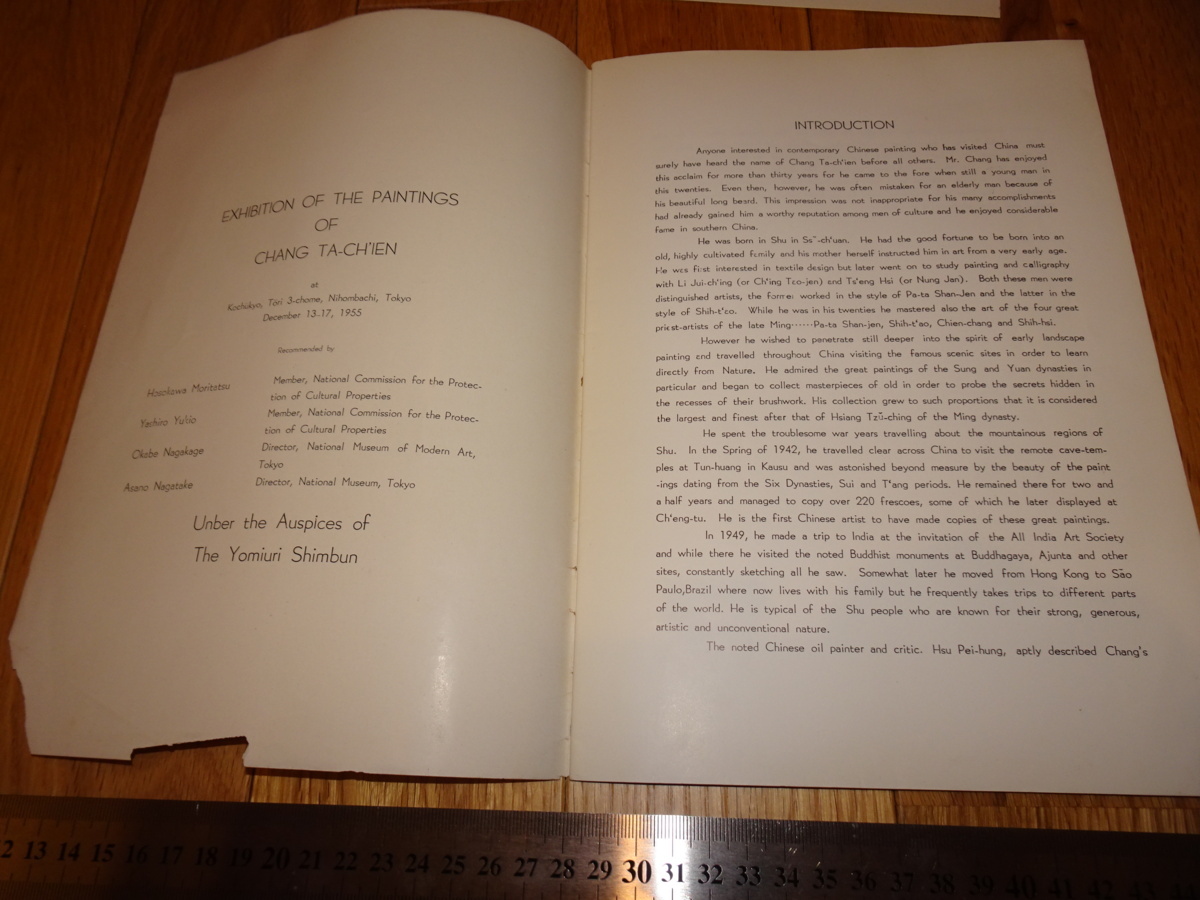 EXHIBITION OF THE PAINTINGS
OF
CHANG TA-CH'IEN
at
Kochikyo, Tori 3-chome, Nihombachi, Tokyo
December 13-17, 1955
Recommended by
Hosokawa Moritatsu Member, National Commission for the Protec-
tion of Cultural Properties
Yashiro Yukio Member, National Commission for the Protec-
tion of Cultural Properties
Okabe Nagakage Director, National Museum of Modern Art,
Tokyo
Asano Nagatake Director, National Museum, Tokyo
Unber the Auspices of
The Yomiuri Shimbun
INTRODUCTION
Anyone interested in contemporary Chinese painting who has visited China must
surely have heard the name of Chang Ta-ch'ien before all others. Mr. Chang has enjoyed
this acclaim for more than thirty years for he came to the fore when still a young man in
this twenties. Even then, however, he was often mistaken for an elderly man because of
his beautiful long beard. This impression was not inappropriate for his many accomplishments
had already gained him a worthy reputation among men of culture and he enjoyed considerable
fame in southern China.
He was born in Shu in Ss˘-ch'uan. He had the good fortune to be born into an
old, highly cultivated family and his mother herself instructed him in art from a very early age.
He was first interested in textile design but later went on to study painting and calligraphy
with Li Jui-ch'ing (or Ch'ing Tao-jen) and Ts'eng Hsi (or Nung Jan). Both these men were
distinguished artists, the former worked in the style of Pa-ta Shan-Jen and the latter in the
style of Shih-t'ao. While he was in his twenties he mastered also the art of the four great
priest-artists of the late Ming······Pa-ta Shan-jen, Shih-t'ao, Chien-chang and Shih-hsi.
However he wished to penetrate still deeper into the spirit of early landscape
painting and travelled throughout China visiting the famous scenic sites in order to learn
directly from Nature. He admired the great paintings of the Sung and Yuan dynasties in
particular and began to collect masterpieces of old in order to probe the secrets hidden in
the recesses of their brushwork. His collection grew to such proportions that it is considered
the largest and finest after that of Hsiang Tzŭ-ching of the Ming dynasty.
He spent the troublesome war years travelling about the mountainous regions of
Shu. In the Spring of 1942, he travelled clear across China to visit the remote cave-tem-
ples at Tun-huang in Kausu and was astonished beyond measure by the beauty of the paint
-ings dating from the Six Dynasties, Sui and T'ang periods. He remained there for two and
a half years and managed to copy over 220 frescoes, some of which he later displayed at
Ch'eng-tu. He is the first Chinese artist to have made copies of these great paintings.
In 1949, he made a trip to India at the invitation of the All India Art Society
and while there he visited the noted Buddhist monuments at Buddhagaya, Ajunta and other
sites, constantly sketching all he saw. Somewhat later he moved from Hong Kong to São
Paulo,Brazil where now lives with his family but he frequently takes trips to different parts
of the world. He is typical of the Shu people who are known for their strong, generous,
artistic and unconventional nature.
The noted Chinese oil painter and critic. Hsu Pei-hung, aptly described Chang's
2 13 14 15 16 17 18 19 20 21 22 23 24 25 26 27 28 29 30 31 32 33 34 35 36 37 38 39 40 41 42 43